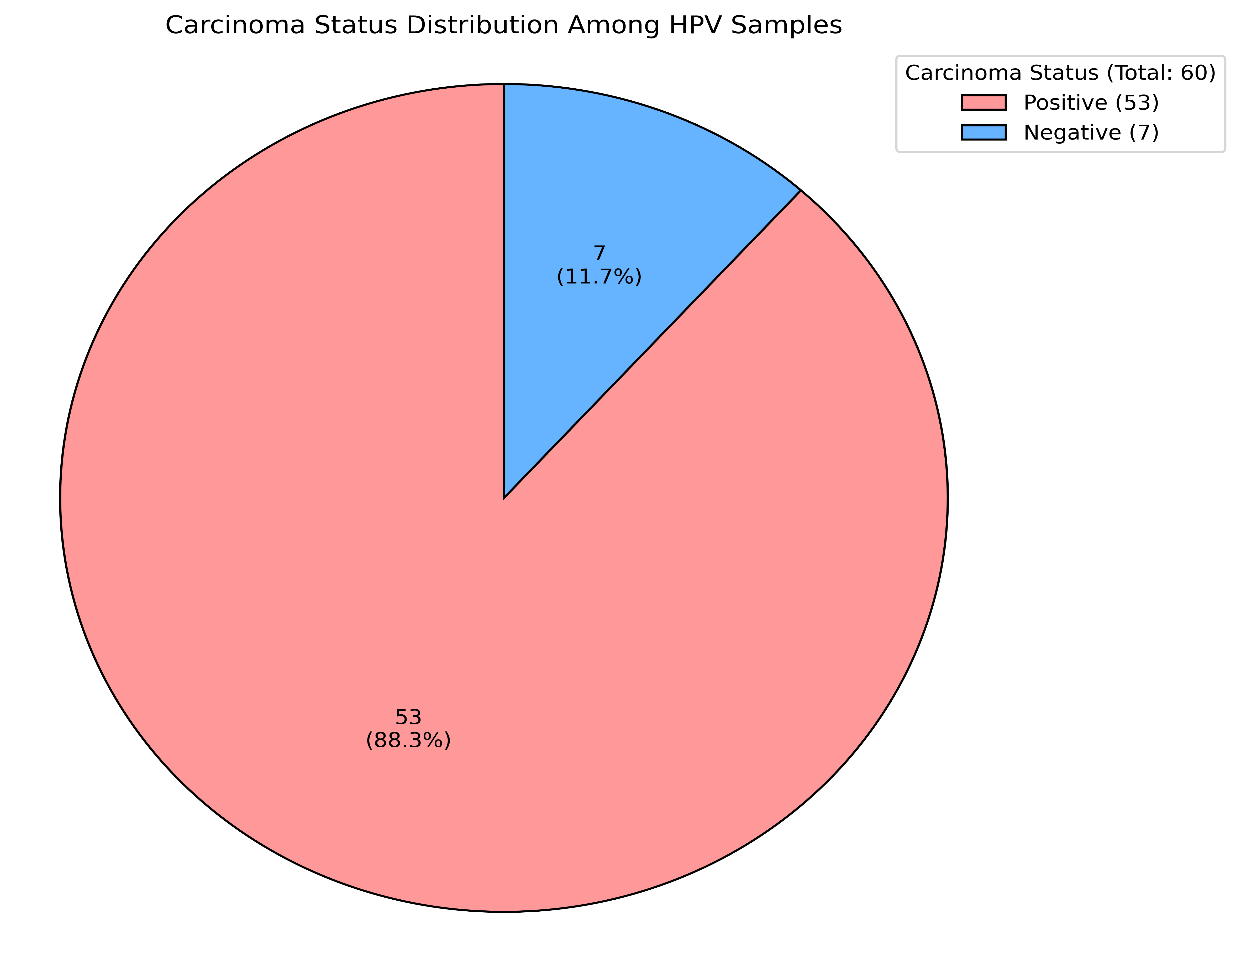 Carcinoma Status Distribution Among HPV Samples
Carcinoma Status (Total: 60)
Positive (53)
Negative (7)
7
(11.7%)
53
(88.3%)